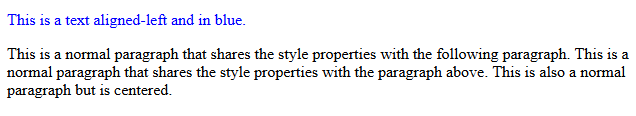 This is a text aligned-left and in blue.
This is a normal paragraph that shares the style properties with the following paragraph. This is a
normal paragraph that shares the style properties with the paragraph above. This is also a normal
paragraph but is centered.